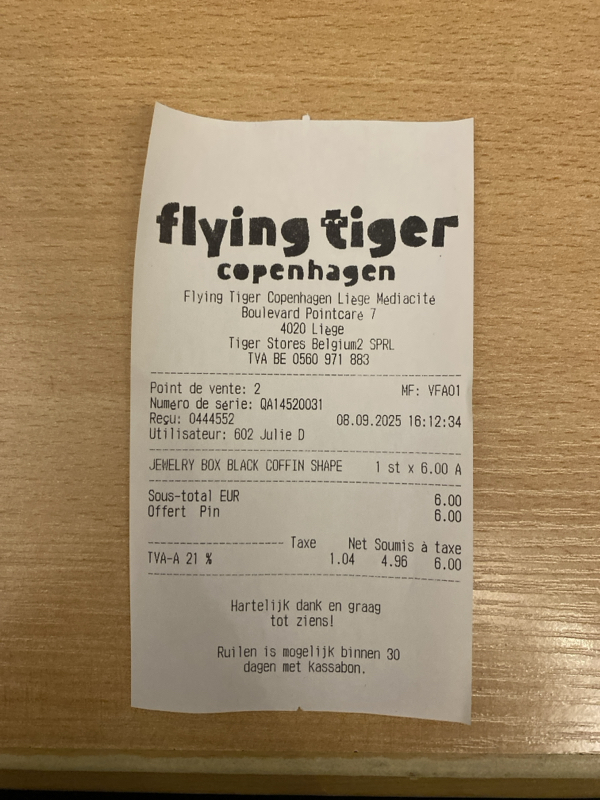 flying tiger
copenhagen
Flying Tiger Copenhagen Liège Médiacité
Boulevard Pointcaré 7
4020 Liège
Tiger Stores Belgium2 SPRL
TVA BE 0560 971 883
Point de vente: 2 MF: VFA01
Numéro de série: QA14520031
Reçu: 0444552 08.09.2025 16:12:34
Utilisateur: 602 Julie D
JEWELRY BOX BLACK COFFIN SHAPE 1 st x 6.00 A
Sous-total EUR 6.00
Offert Pin 6.00
Taxe Net Soumis à taxe
TVA-A 21 % 1.04 4.96 6.00
Hartelijk dank en graag
tot ziens!
Ruilen is mogelijk binnen 30
dagen met Kassabon.